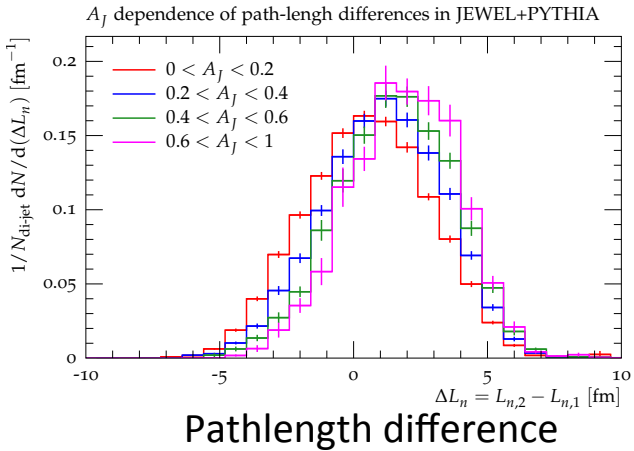 A_J dependence of path-lengh differences in JEWEL+PYTHIA
1/N_di-jet dN/d(ΔL_n) [fm⁻¹]
0.2
0.15
0.1
0.05
0
0 < A_J < 0.2
0.2 < A_J < 0.4
0.4 < A_J < 0.6
0.6 < A_J < 1
-10 -5 0 5 10
ΔL_n = L_n,2 − L_n,1 [fm]
Pathlength difference